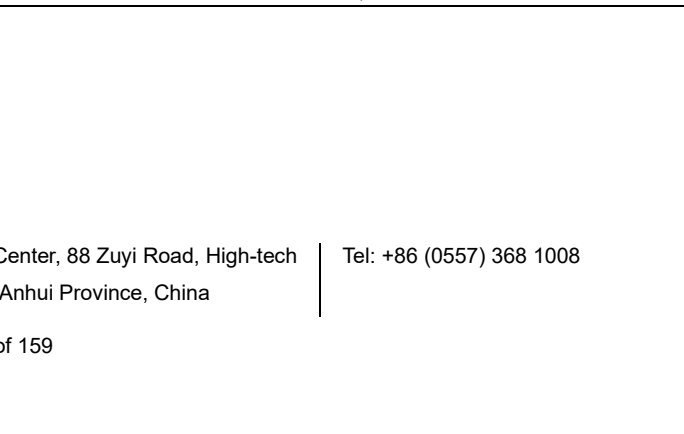 Center, 88 Zuyi Road, High-tech
Tel: +86 (0557) 368 1008
Anhui Province, China
of 159